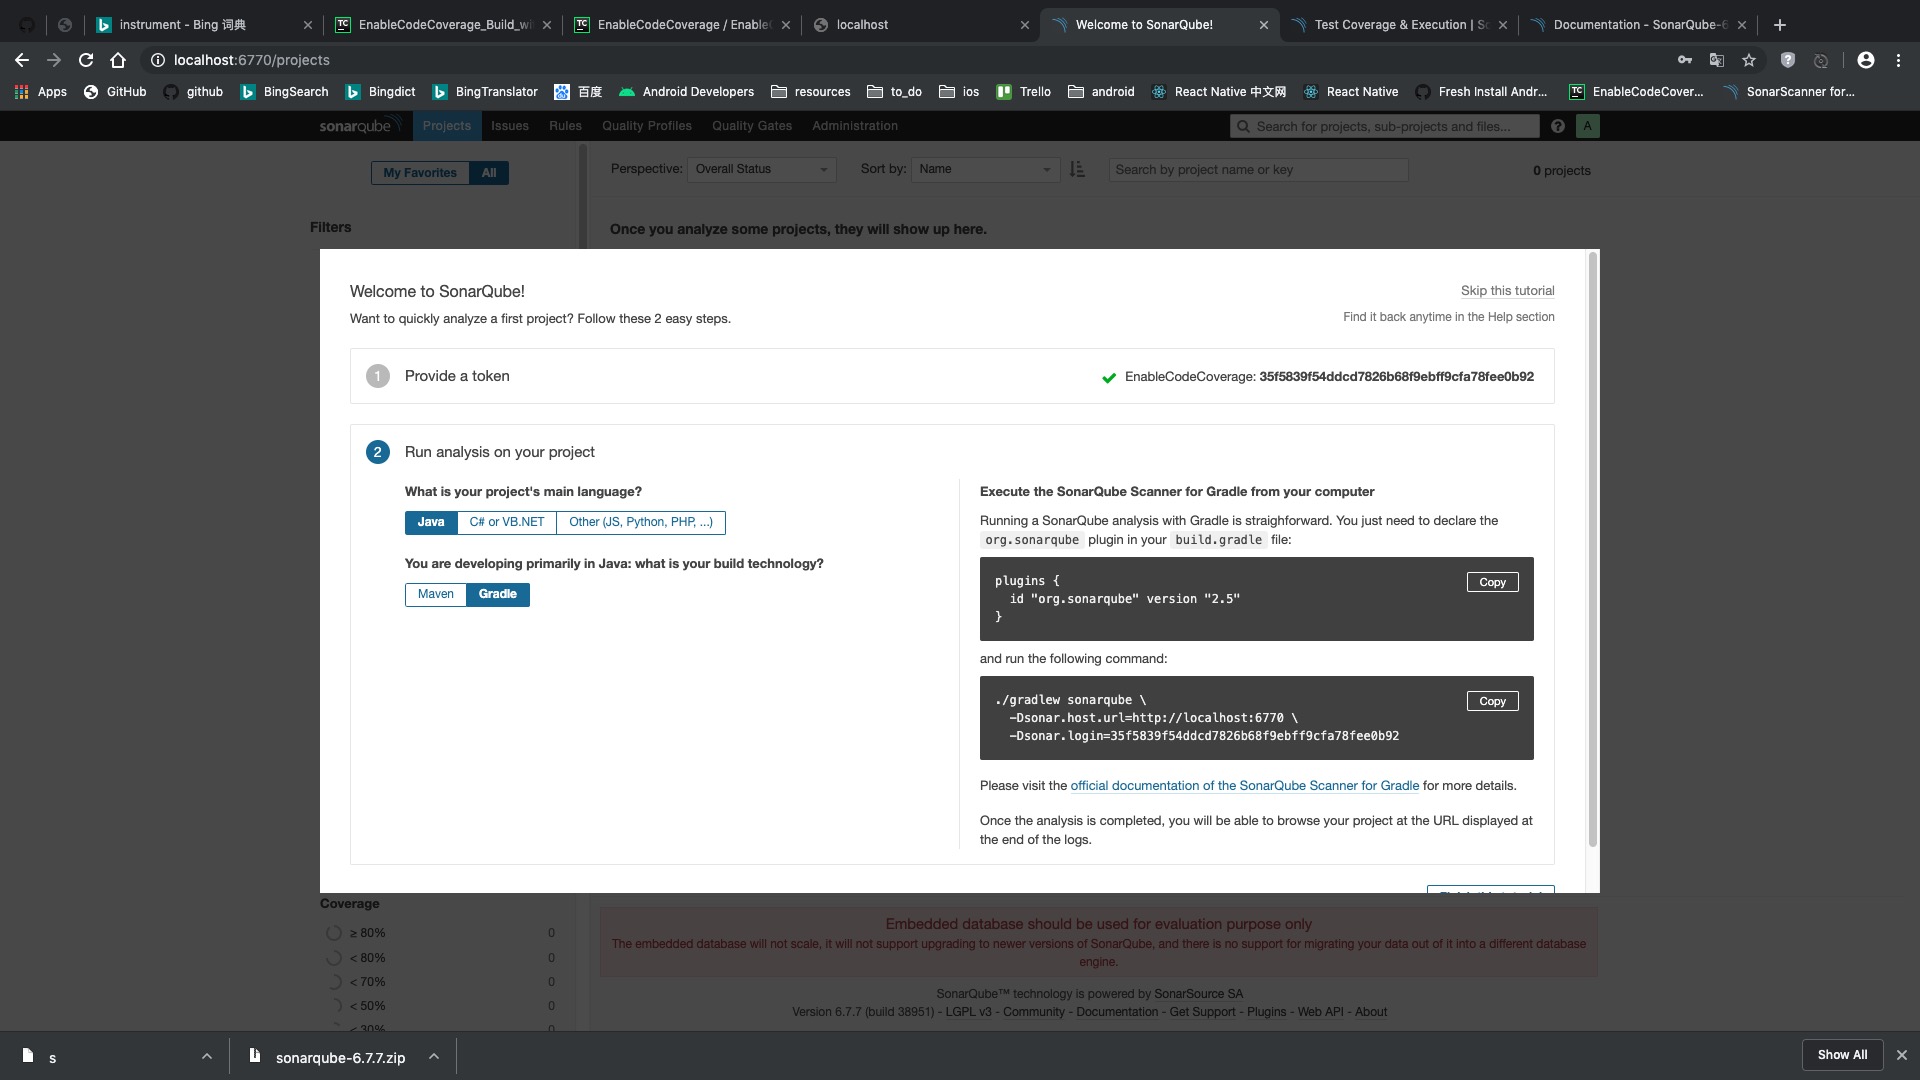 instrument - Bing 词典
EnableCodeCoverage_Build_wi
EnableCodeCoverage / Enable
localhost
Welcome to SonarQube!
Test Coverage & Execution | S
Documentation - SonarQube-6
localhost:6770/projects
Apps
GitHub
github
BingSearch
Bingdict
BingTranslator
百度
Android Developers
resources
to_do
ios
Trello
android
React Native 中文网
React Native
Fresh Install Andr...
EnableCodeCover...
SonarScanner for...
sonarqube
Projects
Issues
Rules
Quality Profiles
Quality Gates
Administration
Search for projects, sub-projects and files...
A
My Favorites
All
Perspective:
Overall Status
Sort by:
Name
Search by project name or key
0 projects
Filters
Once you analyze some projects, they will show up here.
Welcome to SonarQube!
Skip this tutorial
Want to quickly analyze a first project? Follow these 2 easy steps.
Find it back anytime in the Help section
1
Provide a token
EnableCodeCoverage: 35f5839f54ddcd7826b68f9ebff9cfa78fee0b92
2
Run analysis on your project
What is your project's main language?
Java
C# or VB.NET
Other (JS, Python, PHP, ...)
You are developing primarily in Java: what is your build technology?
Maven
Gradle
Execute the SonarQube Scanner for Gradle from your computer
Running a SonarQube analysis with Gradle is straighforward. You just need to declare the
org.sonarqube plugin in your build.gradle file:
plugins {
id "org.sonarqube" version "2.5"
}
Copy
and run the following command:
./gradlew sonarqube \
-Dsonar.host.url=http://localhost:6770 \
-Dsonar.login=35f5839f54ddcd7826b68f9ebff9cfa78fee0b92
Copy
Please visit the official documentation of the SonarQube Scanner for Gradle for more details.
Once the analysis is completed, you will be able to browse your project at the URL displayed at
the end of the logs.
Coverage
≥ 80% 0
< 80% 0
< 70% 0
< 50% 0
< 30% 0
Embedded database should be used for evaluation purpose only
The embedded database will not scale, it will not support upgrading to newer versions of SonarQube, and there is no support for migrating your data out of it into a different database
engine.
SonarQube™ technology is powered by SonarSource SA
Version 6.7.7 (build 38951) - LGPL v3 - Community - Documentation - Get Support - Plugins - Web API - About
s
sonarqube-6.7.7.zip
Show All